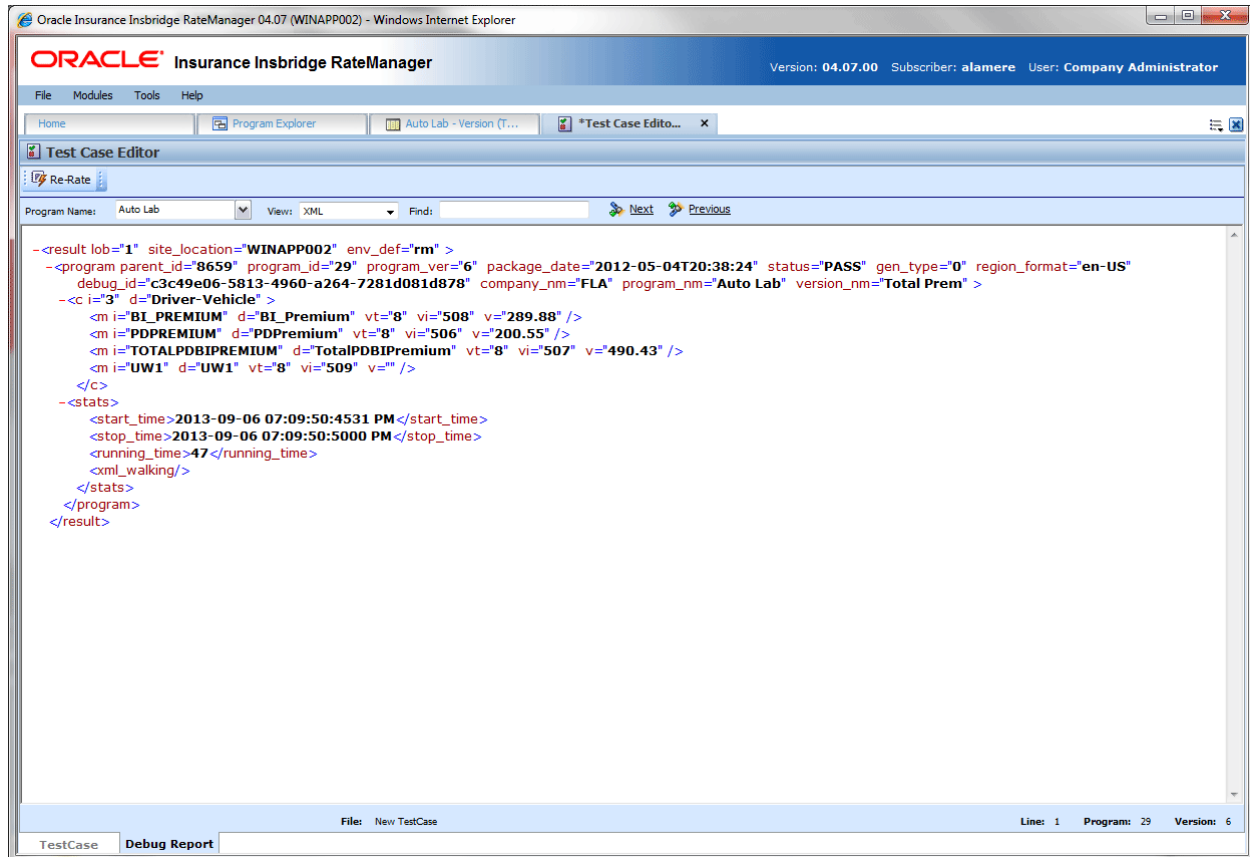 Oracle Insurance Insbridge RateManager 04.07 (WINAPP002) - Windows Internet Explorer
ORACLE® Insurance Insbridge RateManager
Version: 04.07.00 Subscriber: alamere User: Company Administrator
File Modules Tools Help
Home Program Explorer Auto Lab - Version (T... *Test Case Edito... x
Test Case Editor
Re-Rate
Program Name: Auto Lab View: XML Find: Next Previous
-<result lob="1" site_location="WINAPP002" env_def="rm" >
-<program parent_id="8659" program_id="29" program_ver="6" package_date="2012-05-04T20:38:24" status="PASS" gen_type="0" region_format="en-US"
debug_id="c3c49e06-5813-4960-a264-7281d081d878" company_nm="FLA" program_nm="Auto Lab" version_nm="Total Prem" >
-<c i="3" d="Driver-Vehicle" >
<m i="BI_PREMIUM" d="BI_Premium" vt="8" vi="508" v="289.88" />
<m i="PDPREMIUM" d="PDPremium" vt="8" vi="506" v="200.55" />
<m i="TOTALPDBIPREMIUM" d="TotalPDBIPremium" vt="8" vi="507" v="490.43" />
<m i="UW1" d="UW1" vt="8" vi="509" v="" />
</c>
-<stats>
<start_time>2013-09-06 07:09:50:4531 PM</start_time>
<stop_time>2013-09-06 07:09:50:5000 PM</stop_time>
<running_time>47</running_time>
<xml_walking/>
</stats>
</program>
</result>
File: New TestCase Line: 1 Program: 29 Version: 6
TestCase Debug Report